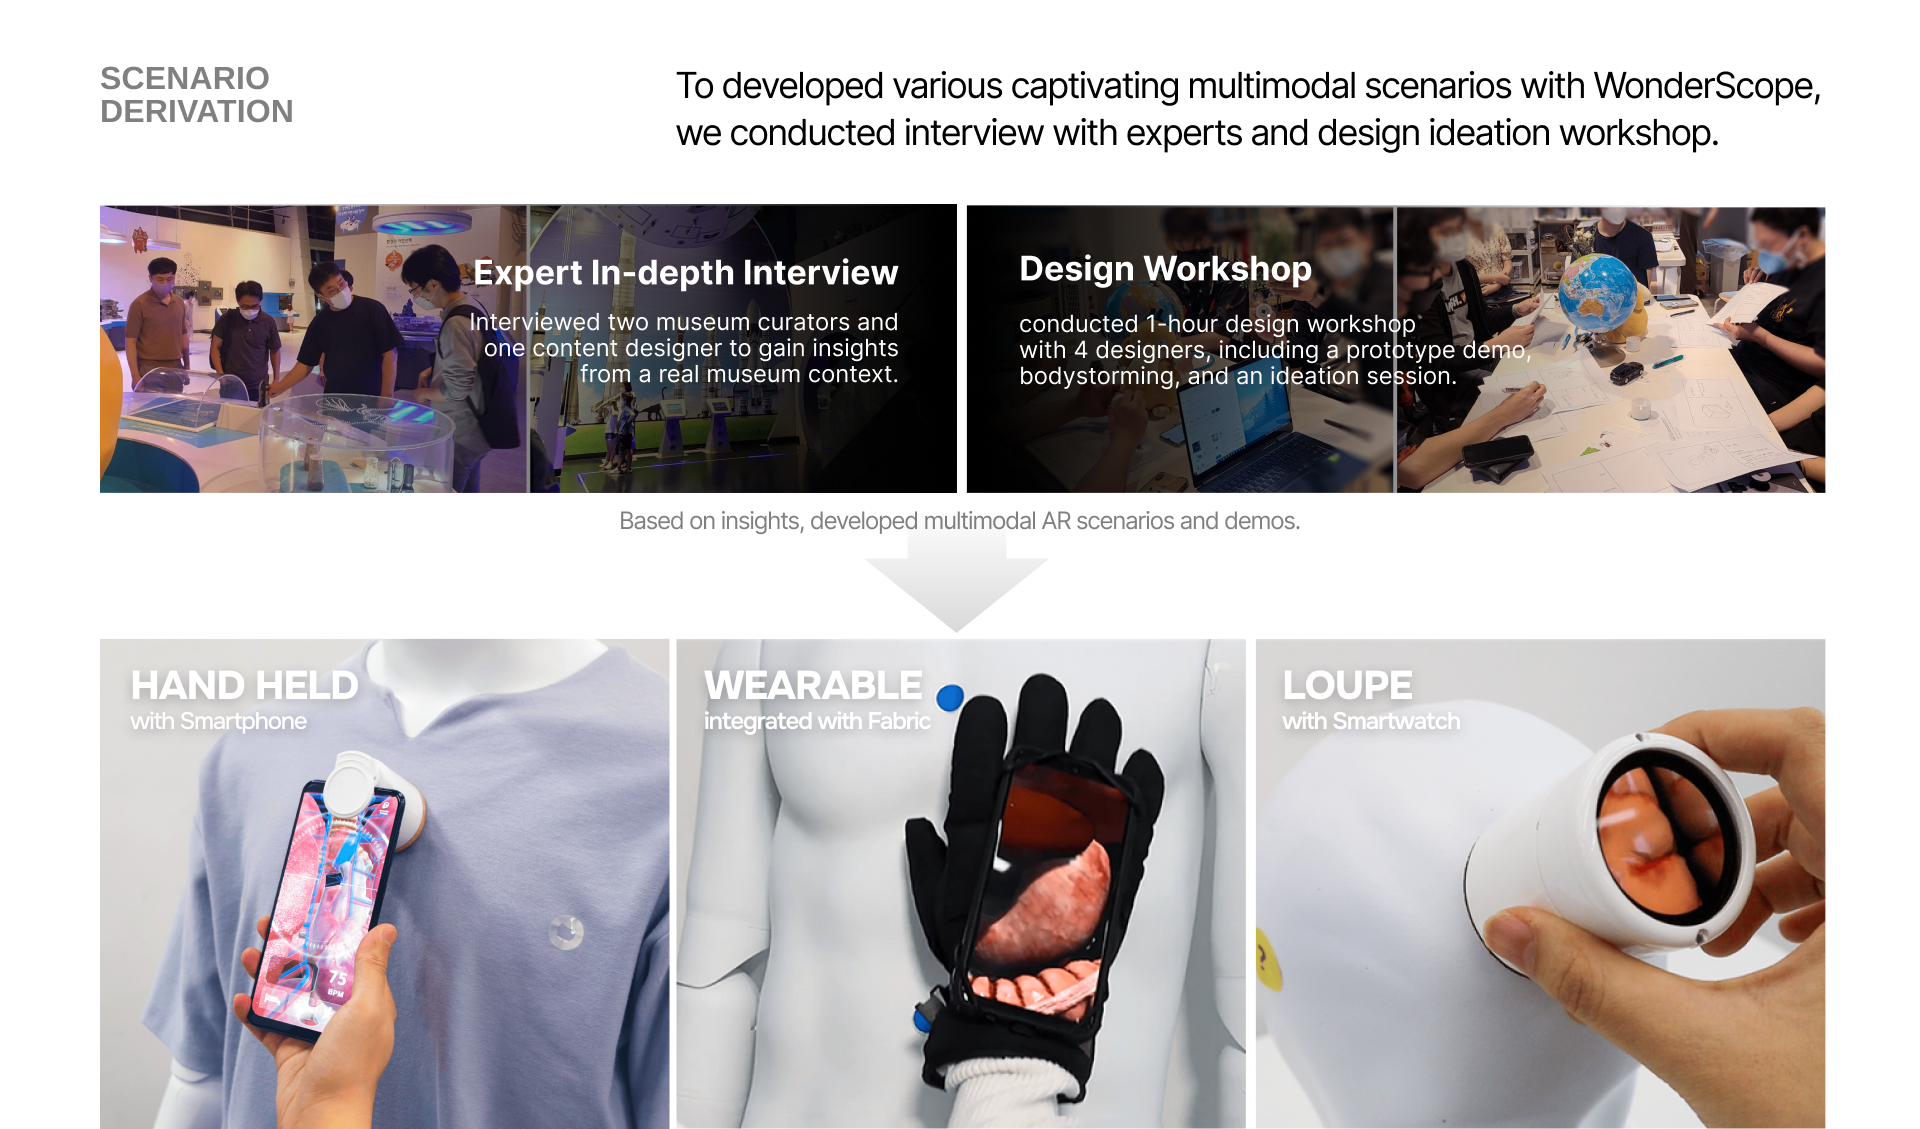 SCENARIO
DERIVATION
To developed various captivating multimodal scenarios with WonderScope,
we conducted interview with experts and design ideation workshop.
Expert In-depth Interview
Interviewed two museum curators and
one content designer to gain insights
from a real museum context.
Design Workshop
conducted 1-hour design workshop
with 4 designers, including a prototype demo,
bodystorming, and an ideation session.
Based on insights, developed multimodal AR scenarios and demos.
HAND HELD
with Smartphone
75
BPM
WEARABLE
integrated with Fabric
LOUPE
with Smartwatch
?